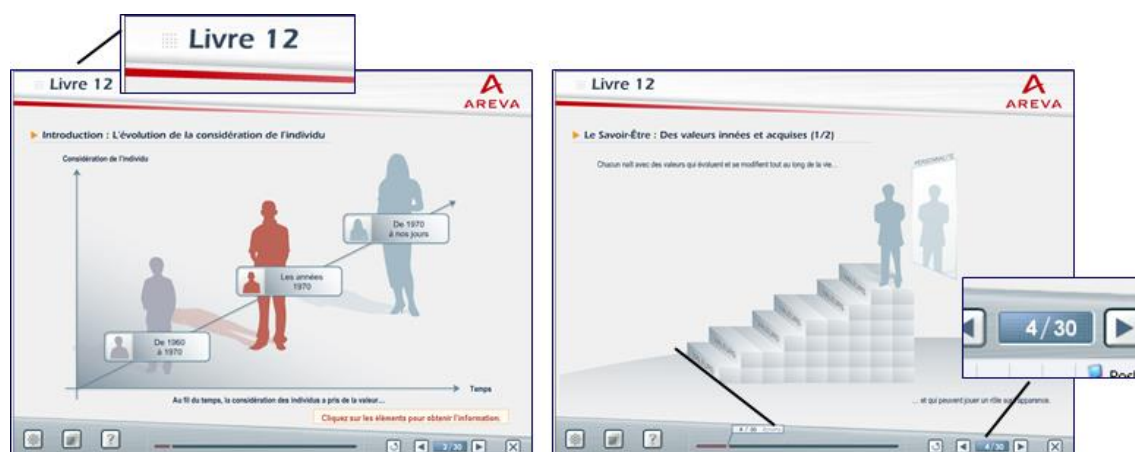 Livre 12
Livre 12
AREVA
Introduction : L'évolution de la considération de l'individu
Considération de l'individu
De 1970
à nos jours
Les années
1970
De 1960
à 1970
Temps
Au fil du temps, la considération des individus a pris de la valeur...
Cliquez sur les éléments pour obtenir l'information.
?
3/30
Livre 12
AREVA
Le Savoir-Être : Des valeurs innées et acquises (1/2)
Chacun naît avec des valeurs qui évoluent et se modifient tout au long de la vie...
PERSONNALITÉ
4/30
... et qui peuvent jouer un rôle sur
apparence.
4 / 30
?
4/30